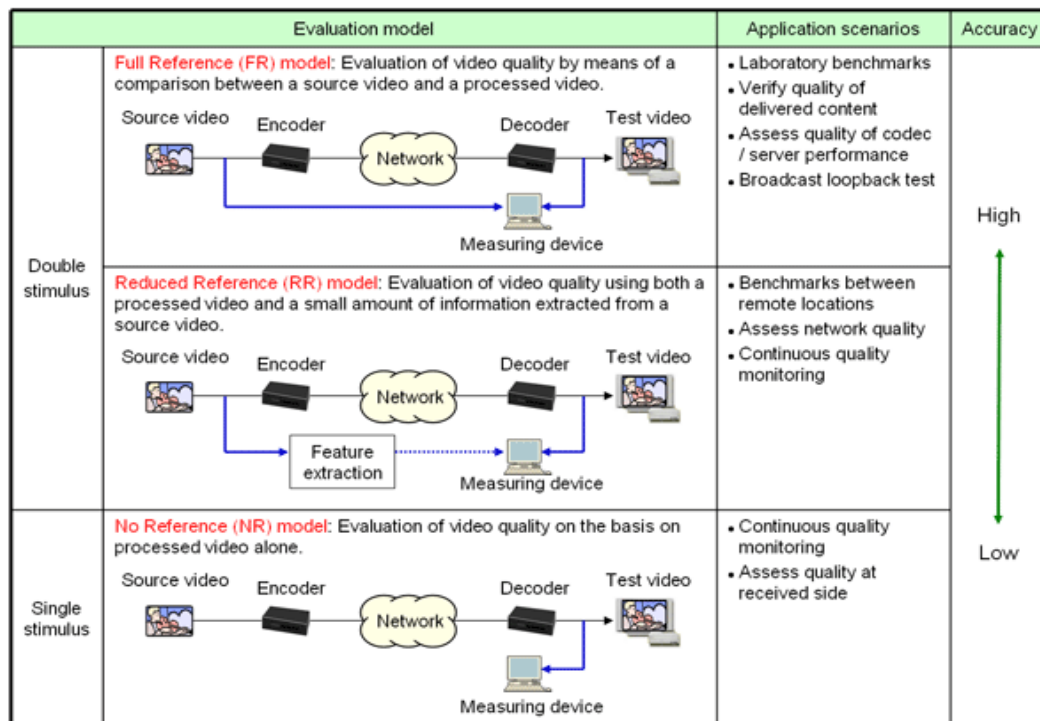 Evaluation model
Application scenarios
Accuracy
Double
stimulus
Full Reference (FR) model: Evaluation of video quality by means of a
comparison between a source video and a processed video.
Source video
Encoder
Network
Decoder
Test video
Measuring device
• Laboratory benchmarks
• Verify quality of
delivered content
• Assess quality of codec
/ server performance
• Broadcast loopback test
High
Reduced Reference (RR) model: Evaluation of video quality using both a
processed video and a small amount of information extracted from a
source video.
Source video
Encoder
Network
Decoder
Test video
Feature
extraction
Measuring device
• Benchmarks between
remote locations
• Assess network quality
• Continuous quality
monitoring
Single
stimulus
No Reference (NR) model: Evaluation of video quality on the basis on
processed video alone.
Source video
Encoder
Network
Decoder
Test video
Measuring device
• Continuous quality
monitoring
• Assess quality at
received side
Low